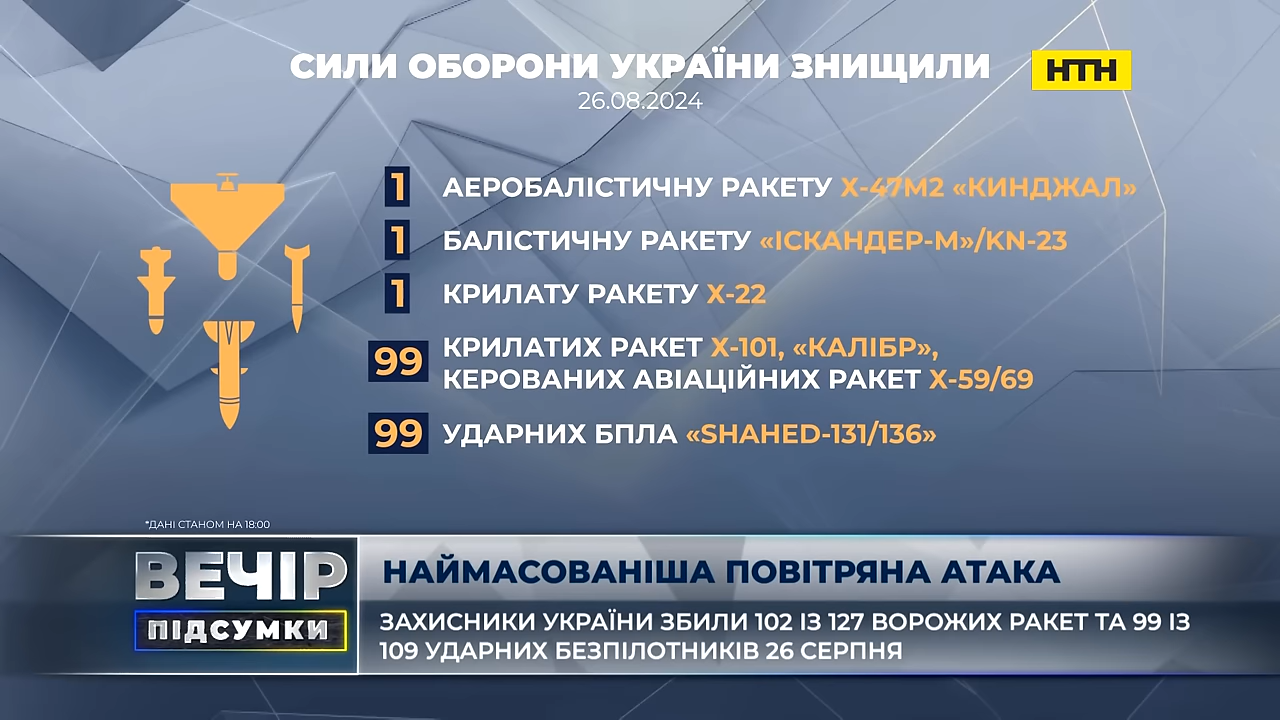 СИЛИ ОБОРОНИ УКРАЇНИ ЗНИЩИЛИ
НТН
26.08.2024
1 АЕРОБАЛІСТИЧНУ РАКЕТУ Х-47М2 «КИНДЖАЛ»
1 БАЛІСТИЧНУ РАКЕТУ «ІСКАНДЕР-М»/KN-23
1 КРИЛАТУ РАКЕТУ Х-22
99 КРИЛАТИХ РАКЕТ Х-101, «КАЛІБР»,
КЕРОВАНИХ АВІАЦІЙНИХ РАКЕТ Х-59/69
99 УДАРНИХ БПЛА «SHAHED-131/136»
*ДАНІ СТАНОМ НА 18:00
ВЕЧІР
ПІДСУМКИ
НАЙМАСОВАНІША ПОВІТРЯНА АТАКА
ЗАХИСНИКИ УКРАЇНИ ЗБИЛИ 102 ІЗ 127 ВОРОЖИХ РАКЕТ ТА 99 ІЗ
109 УДАРНИХ БЕЗПІЛОТНИКІВ 26 СЕРПНЯ